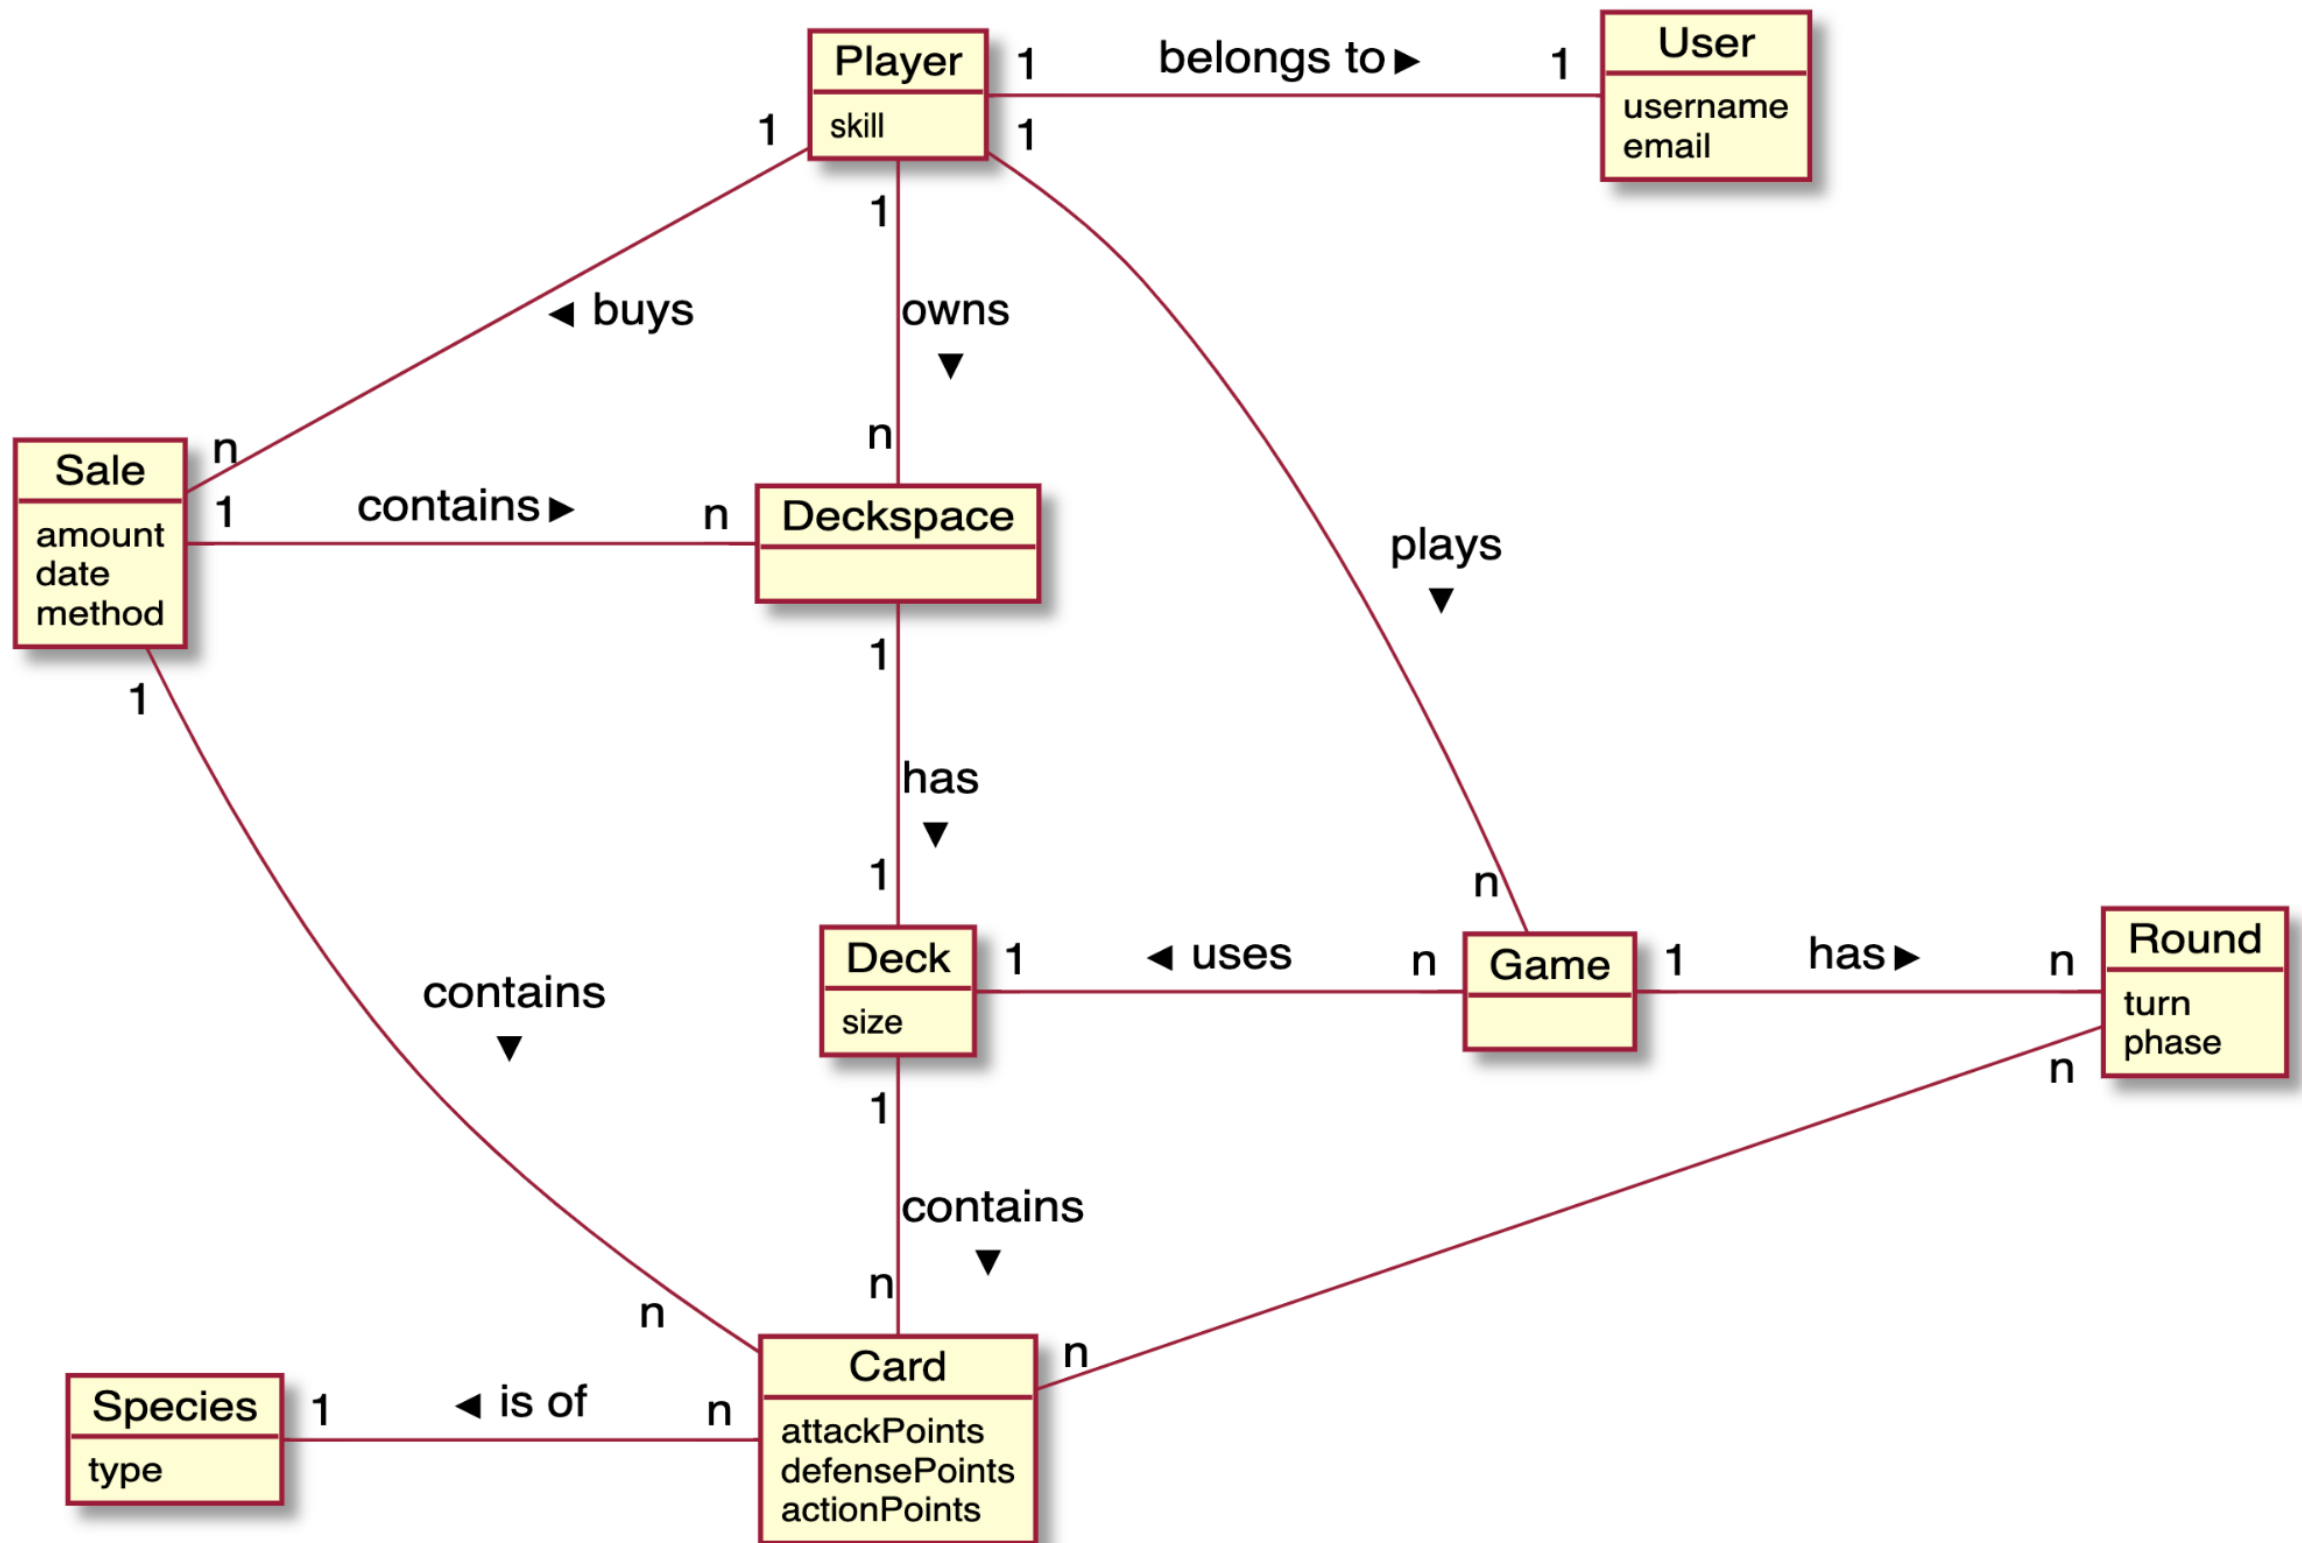 Player
skill
1
belongs to ▶
1
User
username
email
1
1
1
◀ buys
owns
▼
n
n
Sale
amount
date
method
1
contains ▶
n
Deckspace
plays
▼
1
1
has
▼
1
n
contains
▼
Deck
size
1
◀ uses
n
Game
1
has ▶
n
Round
turn
phase
n
1
contains
▼
n
n
n
Card
attackPoints
defensePoints
actionPoints
Species
type
1
◀ is of
n